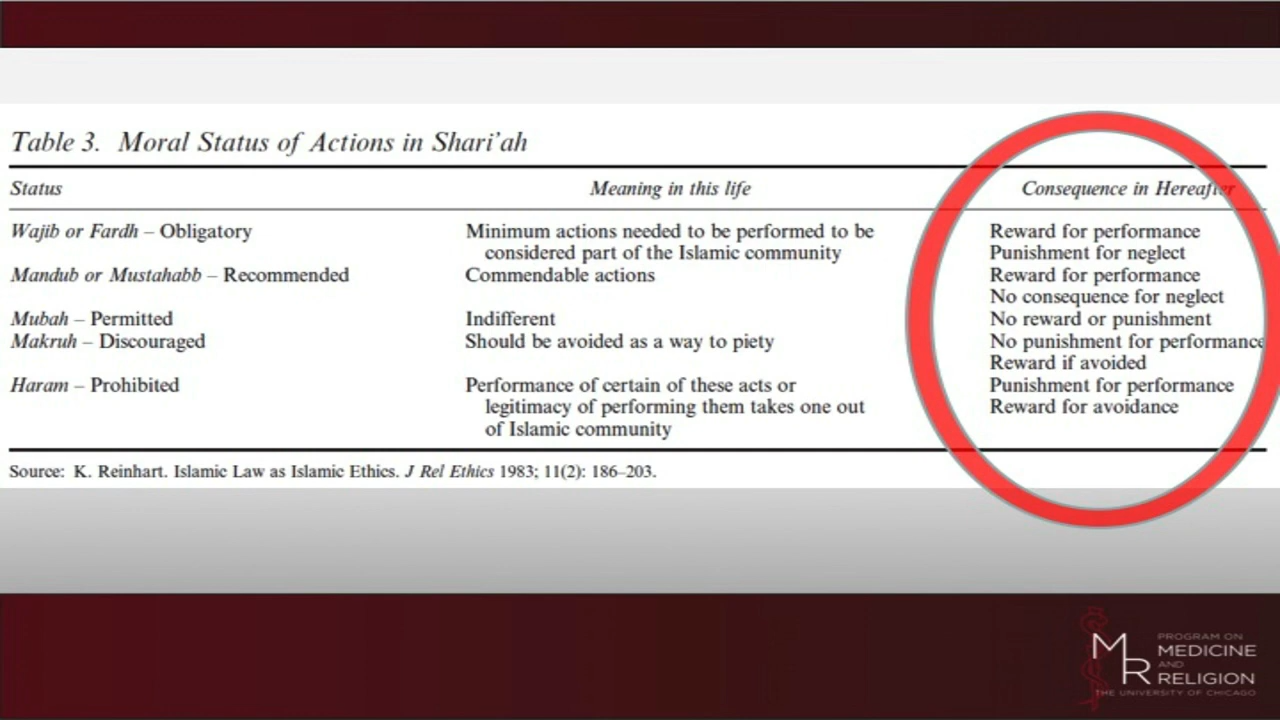 Table 3. Moral Status of Actions in Shari'ah
Status Meaning in this life Consequence in Hereafter
Wajib or Fardh – Obligatory Minimum actions needed to be performed to be Reward for performance
considered part of the Islamic community Punishment for neglect
Mandub or Mustahabb – Recommended Commendable actions Reward for performance
No consequence for neglect
Mubah – Permitted Indifferent No reward or punishment
Makruh – Discouraged Should be avoided as a way to piety No punishment for performance
Reward if avoided
Haram – Prohibited Performance of certain of these acts or Punishment for performance
legitimacy of performing them takes one out Reward for avoidance
of Islamic community
Source: K. Reinhart. Islamic Law as Islamic Ethics. J Rel Ethics 1983; 11(2): 186–203.
MR
PROGRAM ON
MEDICINE
AND
RELIGION
THE UNIVERSITY OF CHICAGO